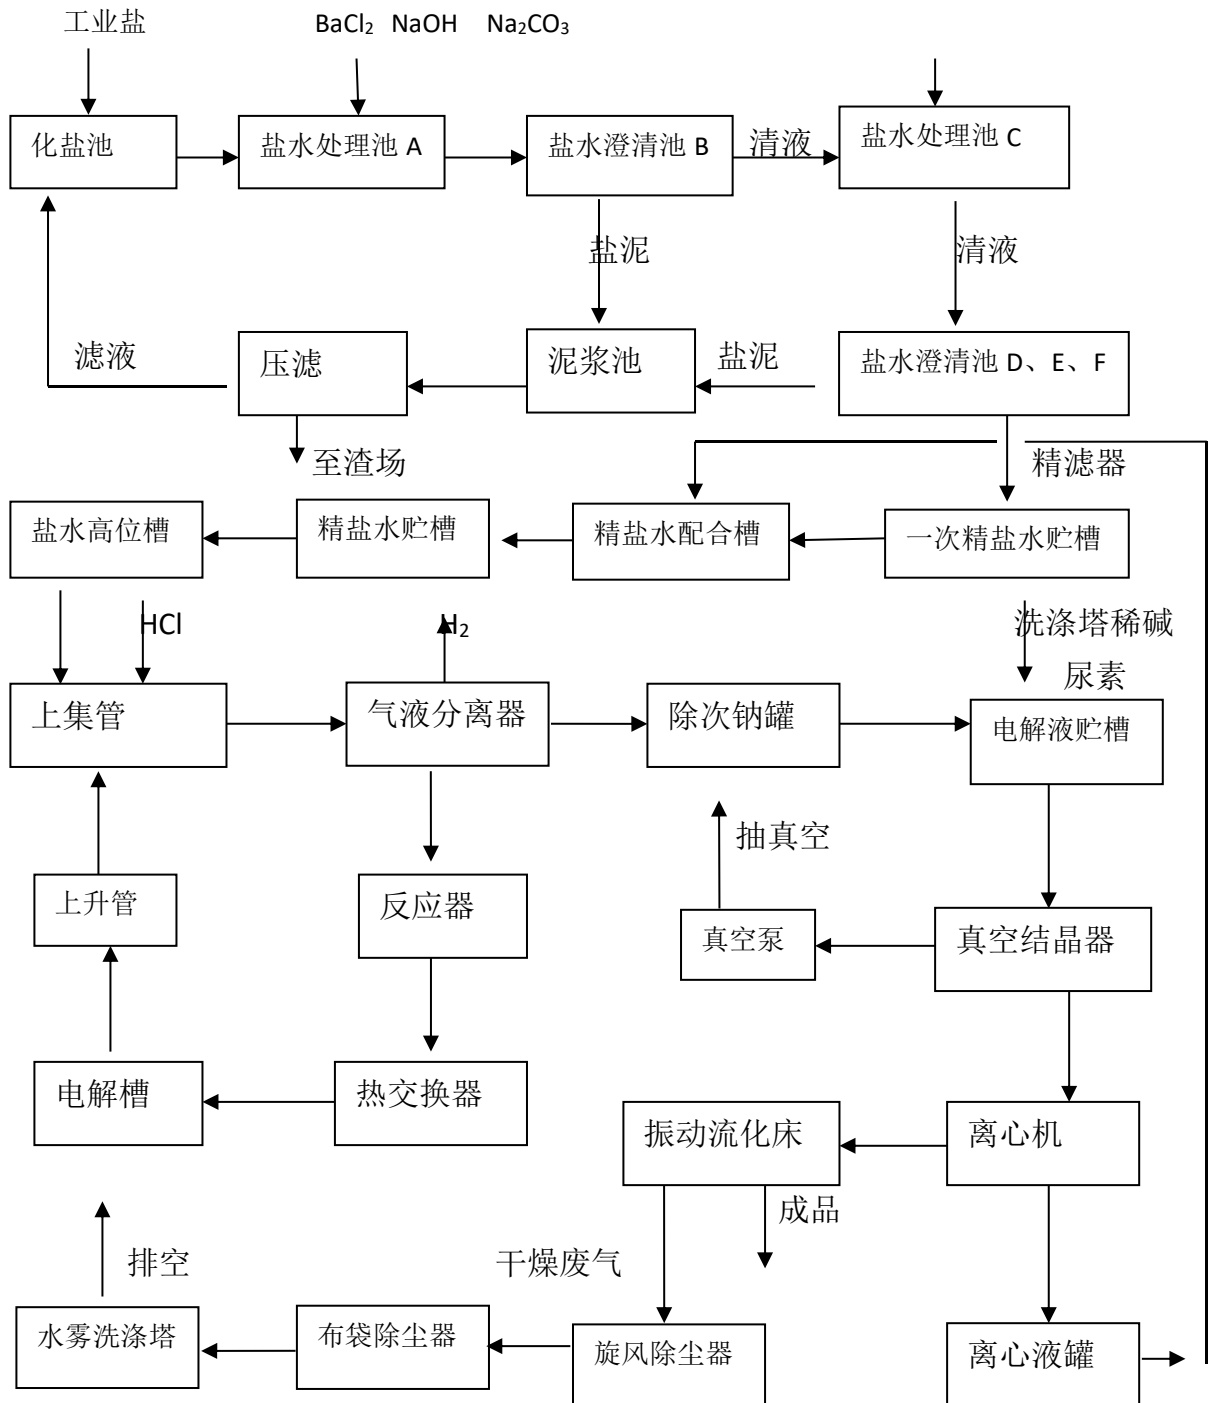 工业盐
BaCl₂ NaOH Na₂CO₃
化盐池
盐水处理池 A
盐水澄清池 B
清液
盐水处理池 C
盐泥
清液
滤液
压滤
泥浆池
盐泥
盐水澄清池 D、E、F
至渣场
精滤器
盐水高位槽
精盐水贮槽
精盐水配合槽
一次精盐水贮槽
HCl
H₂
洗涤塔稀碱
尿素
上集管
气液分离器
除次钠罐
电解液贮槽
抽真空
上升管
反应器
真空泵
真空结晶器
电解槽
热交换器
振动流化床
离心机
成品
排空
干燥废气
水雾洗涤塔
布袋除尘器
旋风除尘器
离心液罐